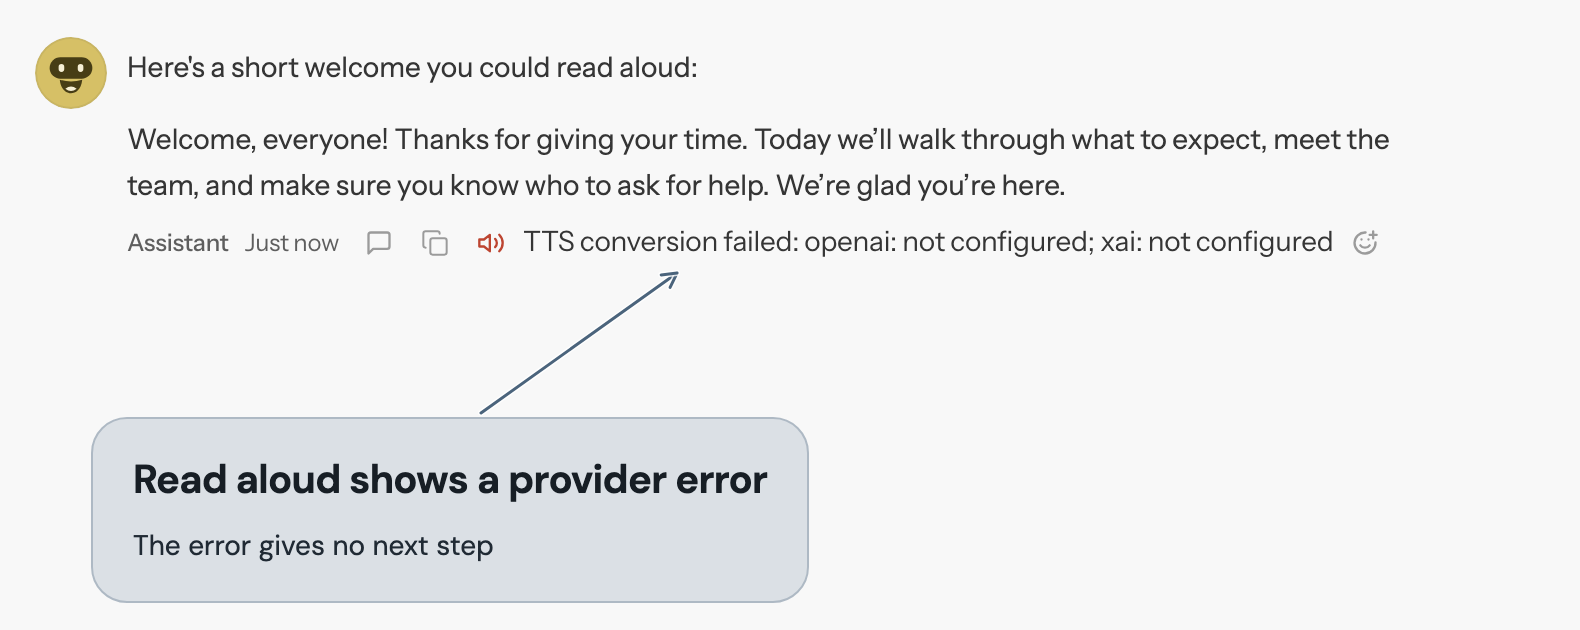 Here's a short welcome you could read aloud:
Welcome, everyone! Thanks for giving your time. Today we’ll walk through what to expect, meet the
team, and make sure you know who to ask for help. We’re glad you’re here.
Assistant Just now TTS conversion failed: openai: not configured; xai: not configured
Read aloud shows a provider error
The error gives no next step